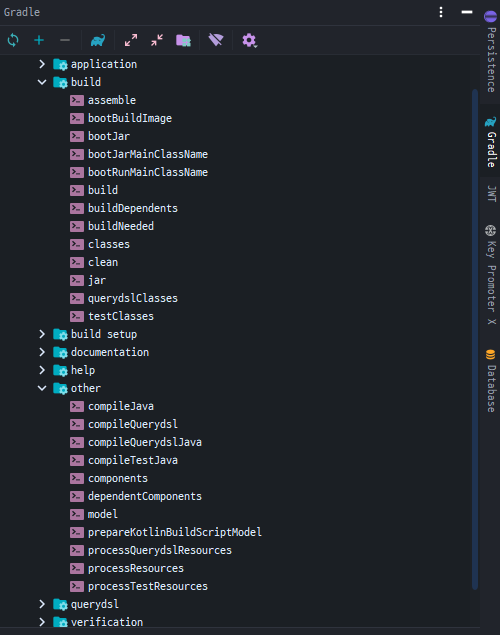 Gradle
application
build
assemble
bootBuildImage
bootJar
bootJarMainClassName
bootRunMainClassName
build
buildDependents
buildNeeded
classes
clean
jar
querydslClasses
testClasses
build setup
documentation
help
other
compileJava
compileQuerydsl
compileQuerydslJava
compileTestJava
components
dependentComponents
model
prepareKotlinBuildScriptModel
processQuerydslResources
processResources
processTestResources
querydsl
verification
Persistence
Gradle
JWT
Key Promoter X
Database